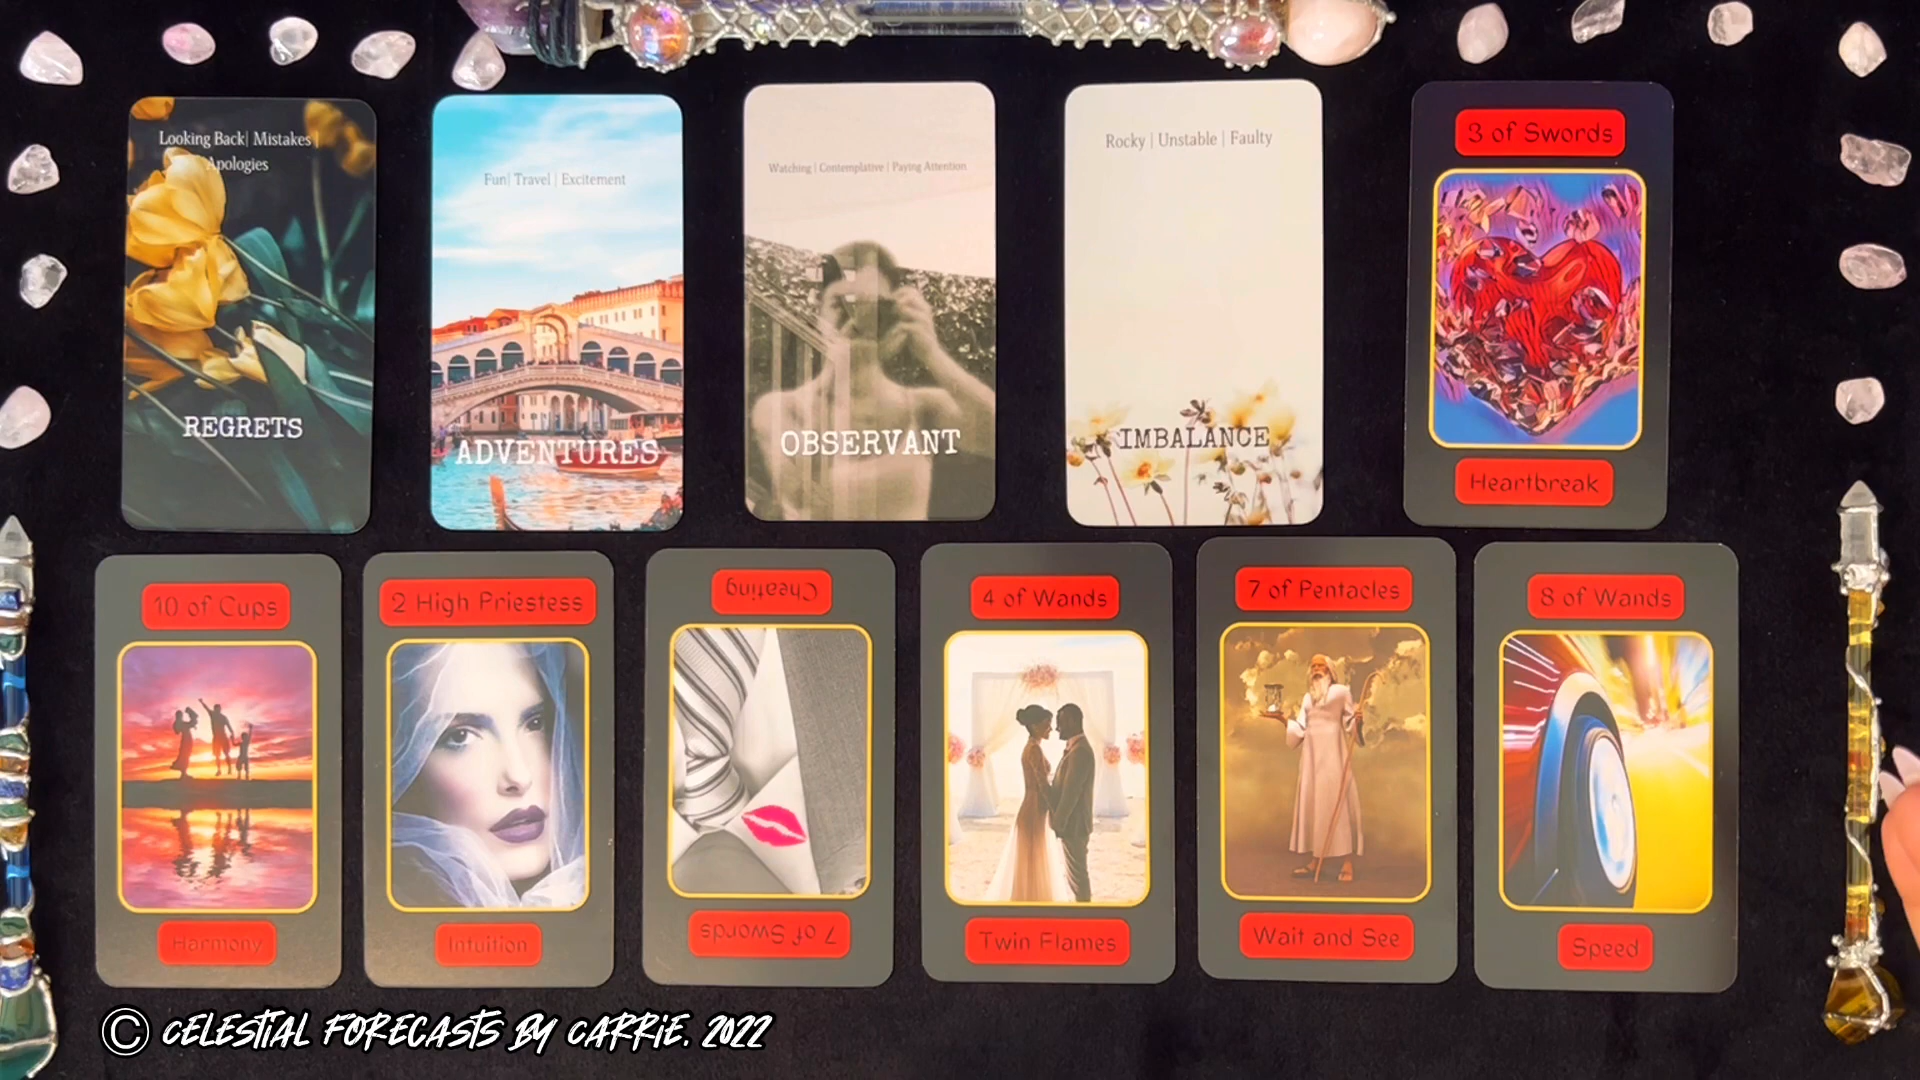 Looking Back| Mistakes |
Apologies
REGRETS
Fun| Travel | Excitement
ADVENTURES
Watching | Contemplative | Paying Attention
OBSERVANT
Rocky | Unstable | Faulty
IMBALANCE
3 of Swords
Heartbreak
10 of Cups
Harmony
2 High Priestess
Intuition
Cheating
7 of Swords
4 of Wands
Twin Flames
7 of Pentacles
Wait and See
8 of Wands
Speed
© CELESTIAL FORECASTS BY CARRIE. 2022